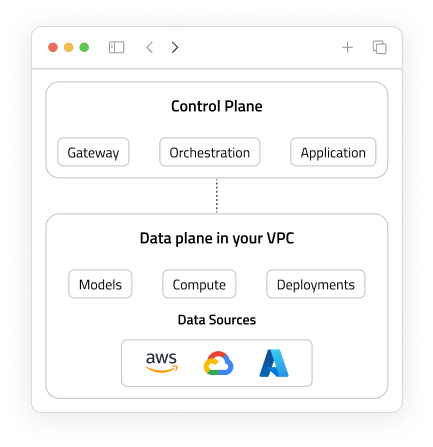 Control Plane
Gateway Orchestration Application
Data plane in your VPC
Models Compute Deployments
Data Sources
aws